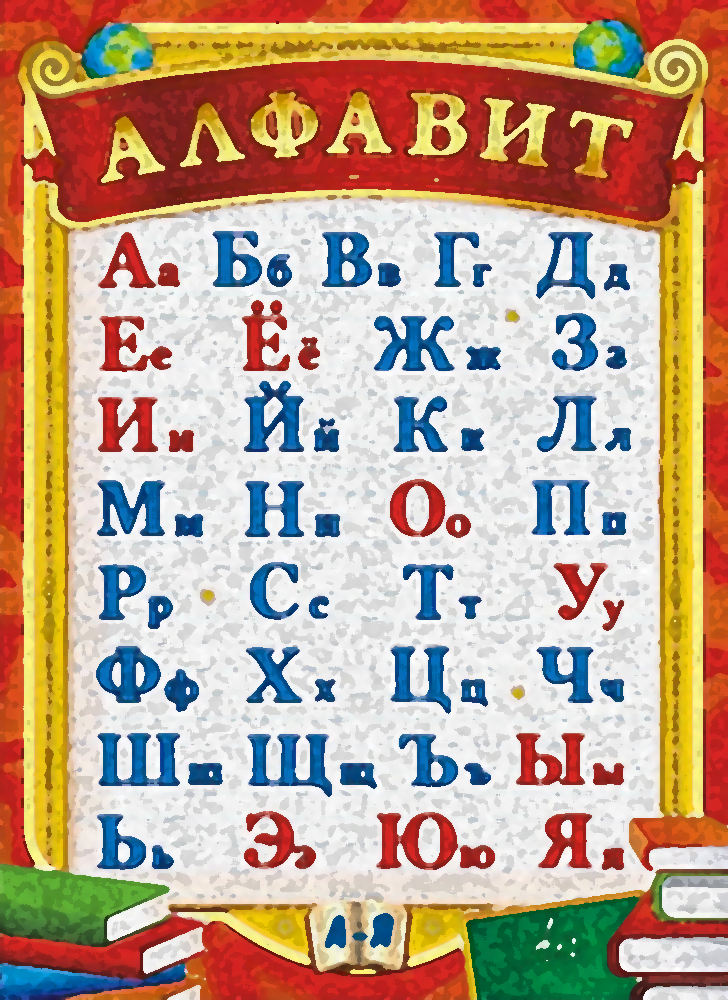 АЛФАВИТ
Аа Бб Вв Гг Дд
Ее Ёё Жж Зз
Ии Йй Кк Лл
Мм Нн Оо Пп
Рр Сс Тт Уу
Фф Хх Цц Чч
Шш Щщ Ъъ Ыы
Ьь Ээ Юю Яя
А-Я